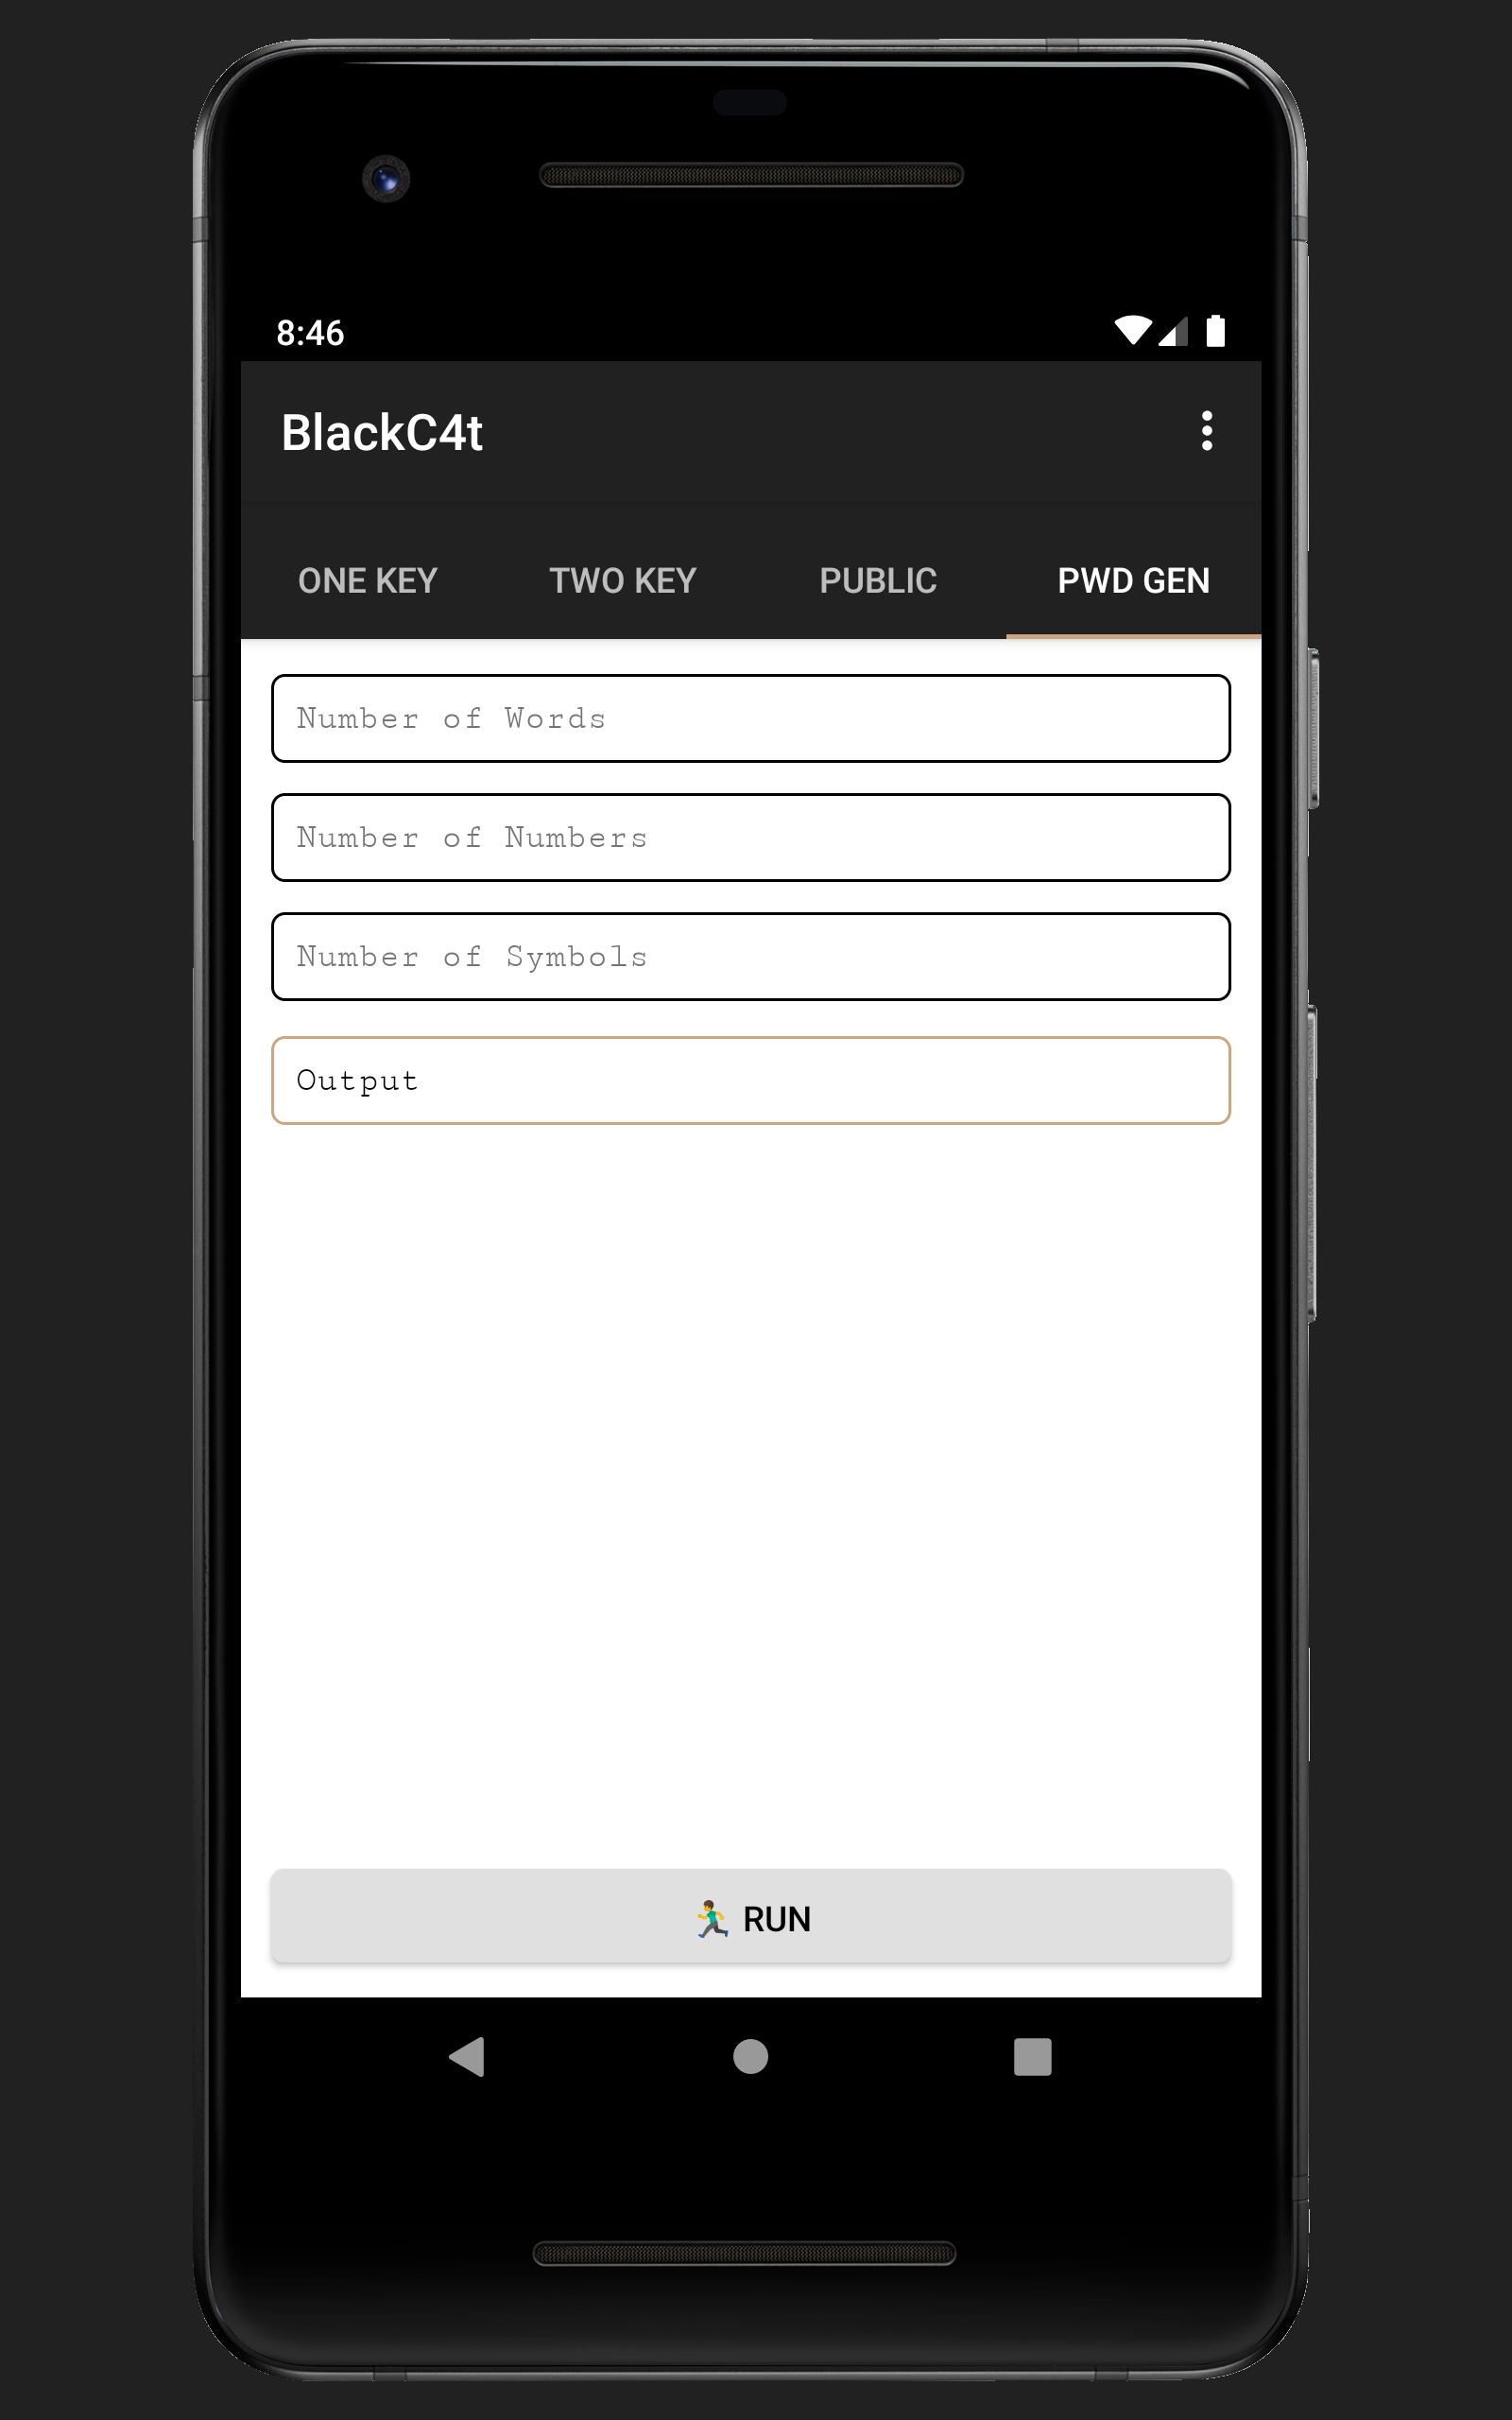 8:46
BlackC4t
ONE KEY TWO KEY PUBLIC PWD GEN
Number of Words
Number of Numbers
Number of Symbols
Output
🏃‍♂️ RUN